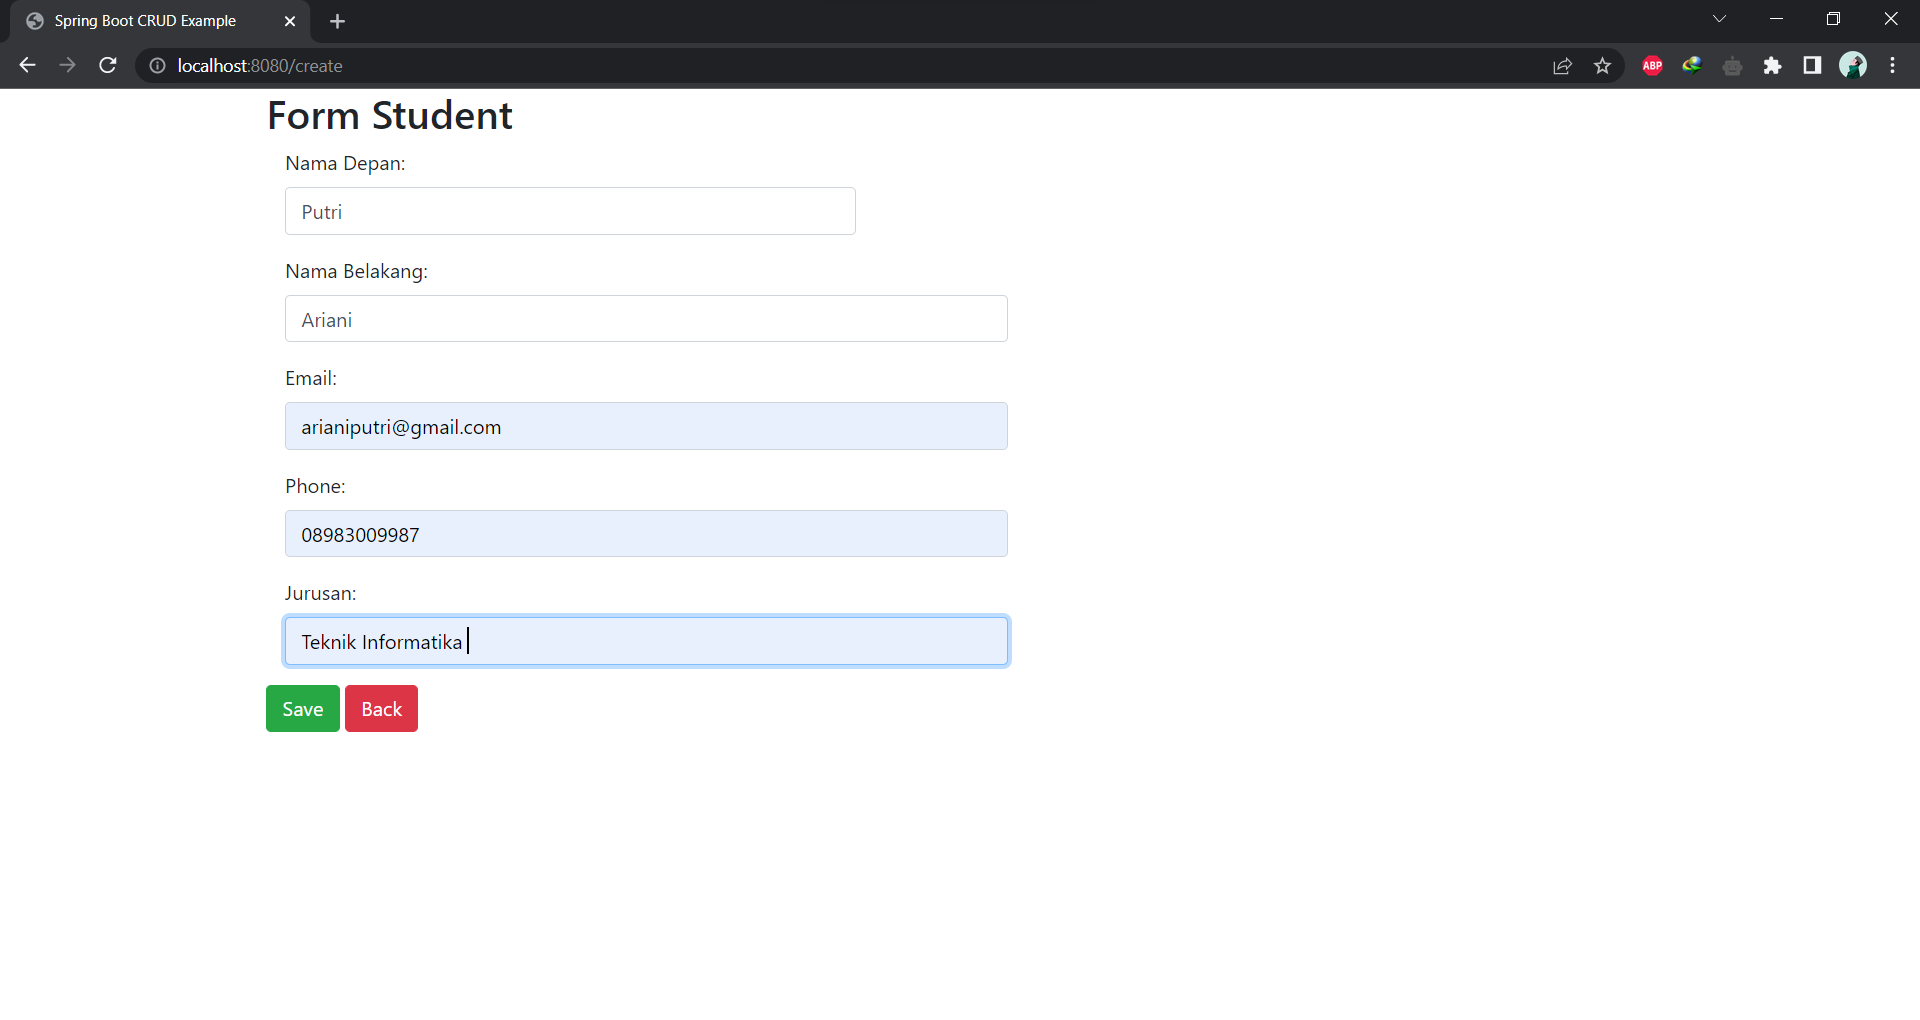 Spring Boot CRUD Example
localhost:8080/create
ABP
Form Student
Nama Depan:
Putri
Nama Belakang:
Ariani
Email:
arianiputri@gmail.com
Phone:
08983009987
Jurusan:
Teknik Informatika
Save Back